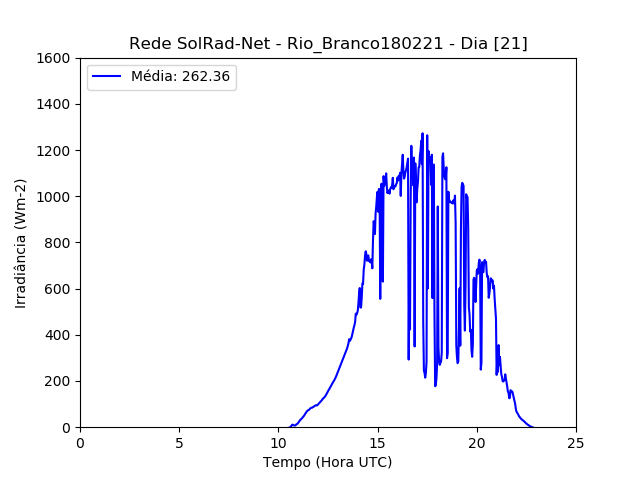 Rede SolRad-Net - Rio_Branco180221 - Dia [21]
Média: 262.36
Irradiância (Wm-2)
1600
1400
1200
1000
800
600
400
200
0
0 5 10 15 20 25
Tempo (Hora UTC)